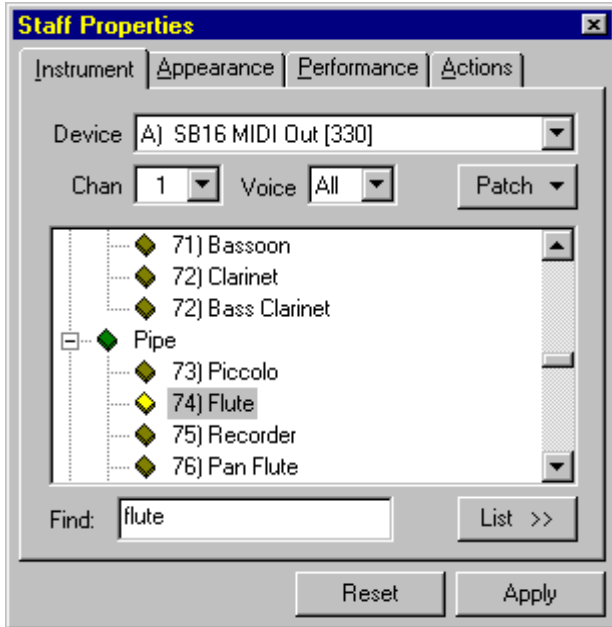 Staff Properties
Instrument Appearance Performance Actions
Device A) SB16 MIDI Out [330]
Chan 1 Voice All Patch
71) Bassoon
72) Clarinet
72) Bass Clarinet
Pipe
73) Piccolo
74) Flute
75) Recorder
76) Pan Flute
Find: flute List >>
Reset Apply